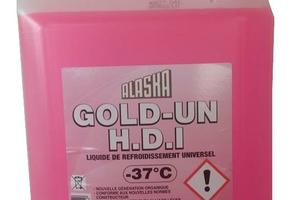 ALASKA
GOLD-UN
H.D.I
LIQUIDE DE REFROIDISSEMENT UNIVERSEL
-37°C
- NOUVELLE GÉNÉRATION ORGANIQUE
- CONFORME AUX NOUVELLES NORMES
CONSTRUCTEUR